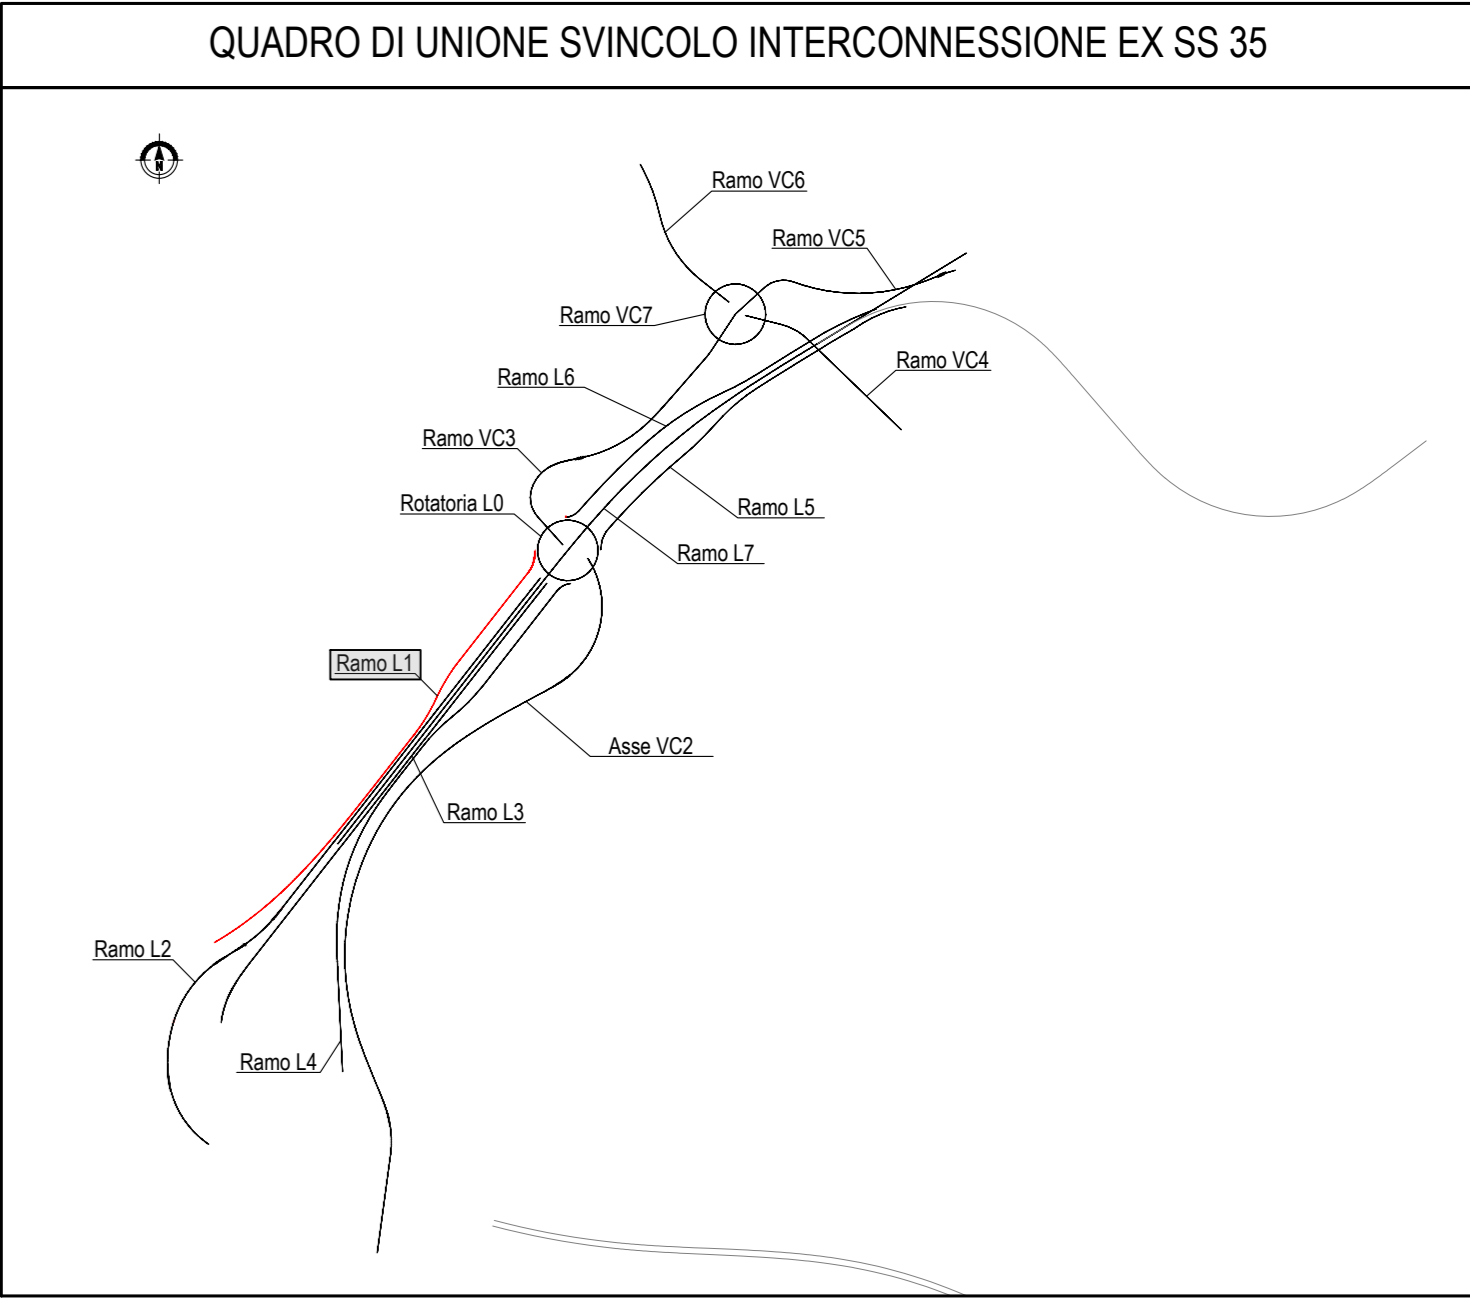 QUADRO DI UNIONE SVINCOLO INTERCONNESSIONE EX SS 35
N
Ramo VC6
Ramo VC5
Ramo VC7
Ramo VC4
Ramo L6
Ramo VC3
Rotatoria L0
Ramo L5
Ramo L7
Ramo L1
Asse VC2
Ramo L3
Ramo L2
Ramo L4